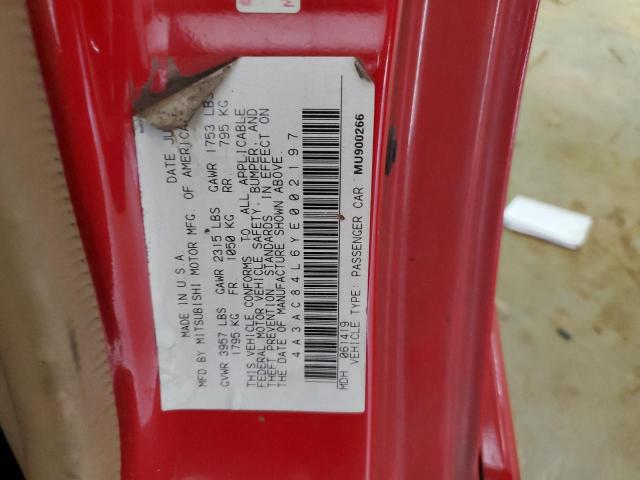 MADE IN U S A DATE JU
MFD BY MITSUBISHI MOTOR MFG. OF AMERICA
GVWR 3957 LBS GAWR 2315 LBS GAWR 1753 LBS
1795 KG FR. 1050 KG RR. 795 KG
THIS VEHICLE CONFORMS TO ALL APPLICABLE
FEDERAL MOTOR VEHICLE SAFETY, BUMPER, AND
THEFT PREVENTION STANDARDS IN EFFECT ON
THE DATE OF MANUFACTURE SHOWN ABOVE.
4A3AC84L6YE002197
MDH 061419
VEHICLE TYPE: PASSENGER CAR MU900266